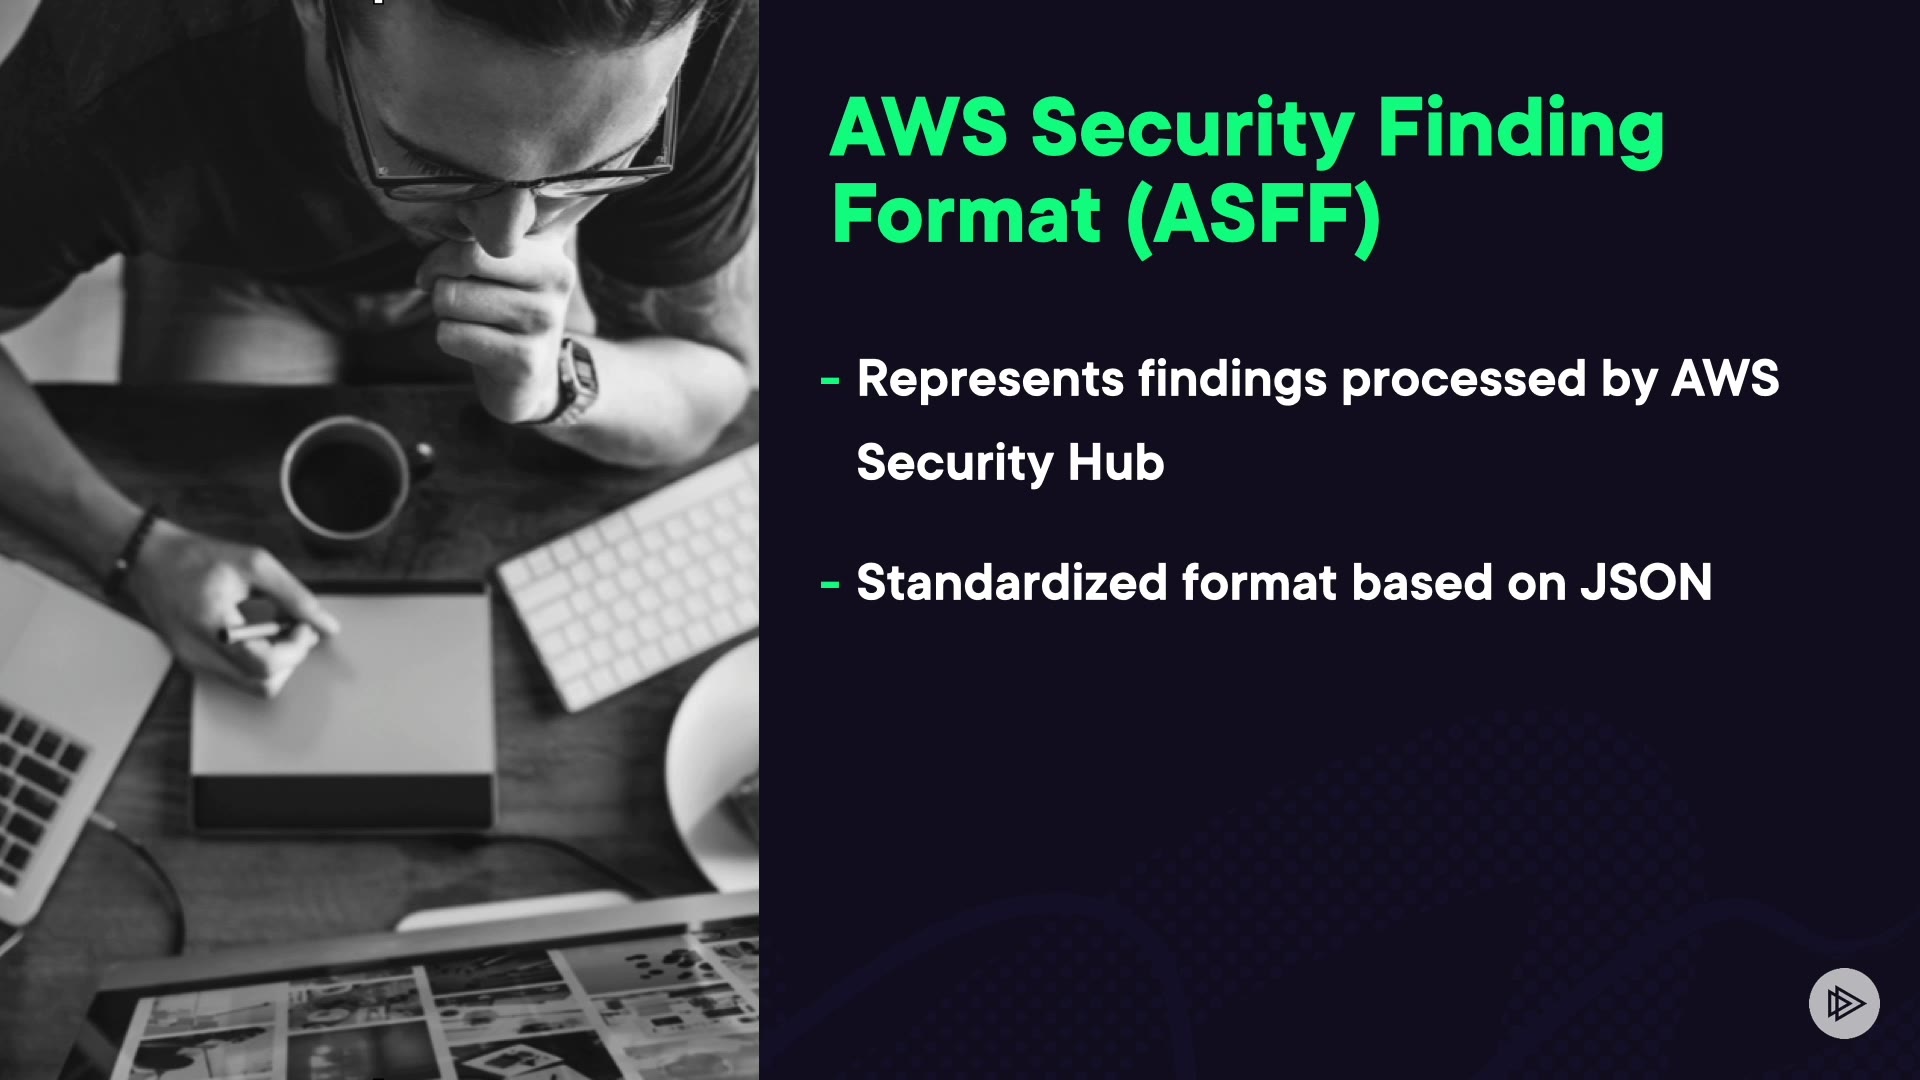 AWS Security Finding
Format (ASFF)
- Represents findings processed by AWS
Security Hub
- Standardized format based on JSON